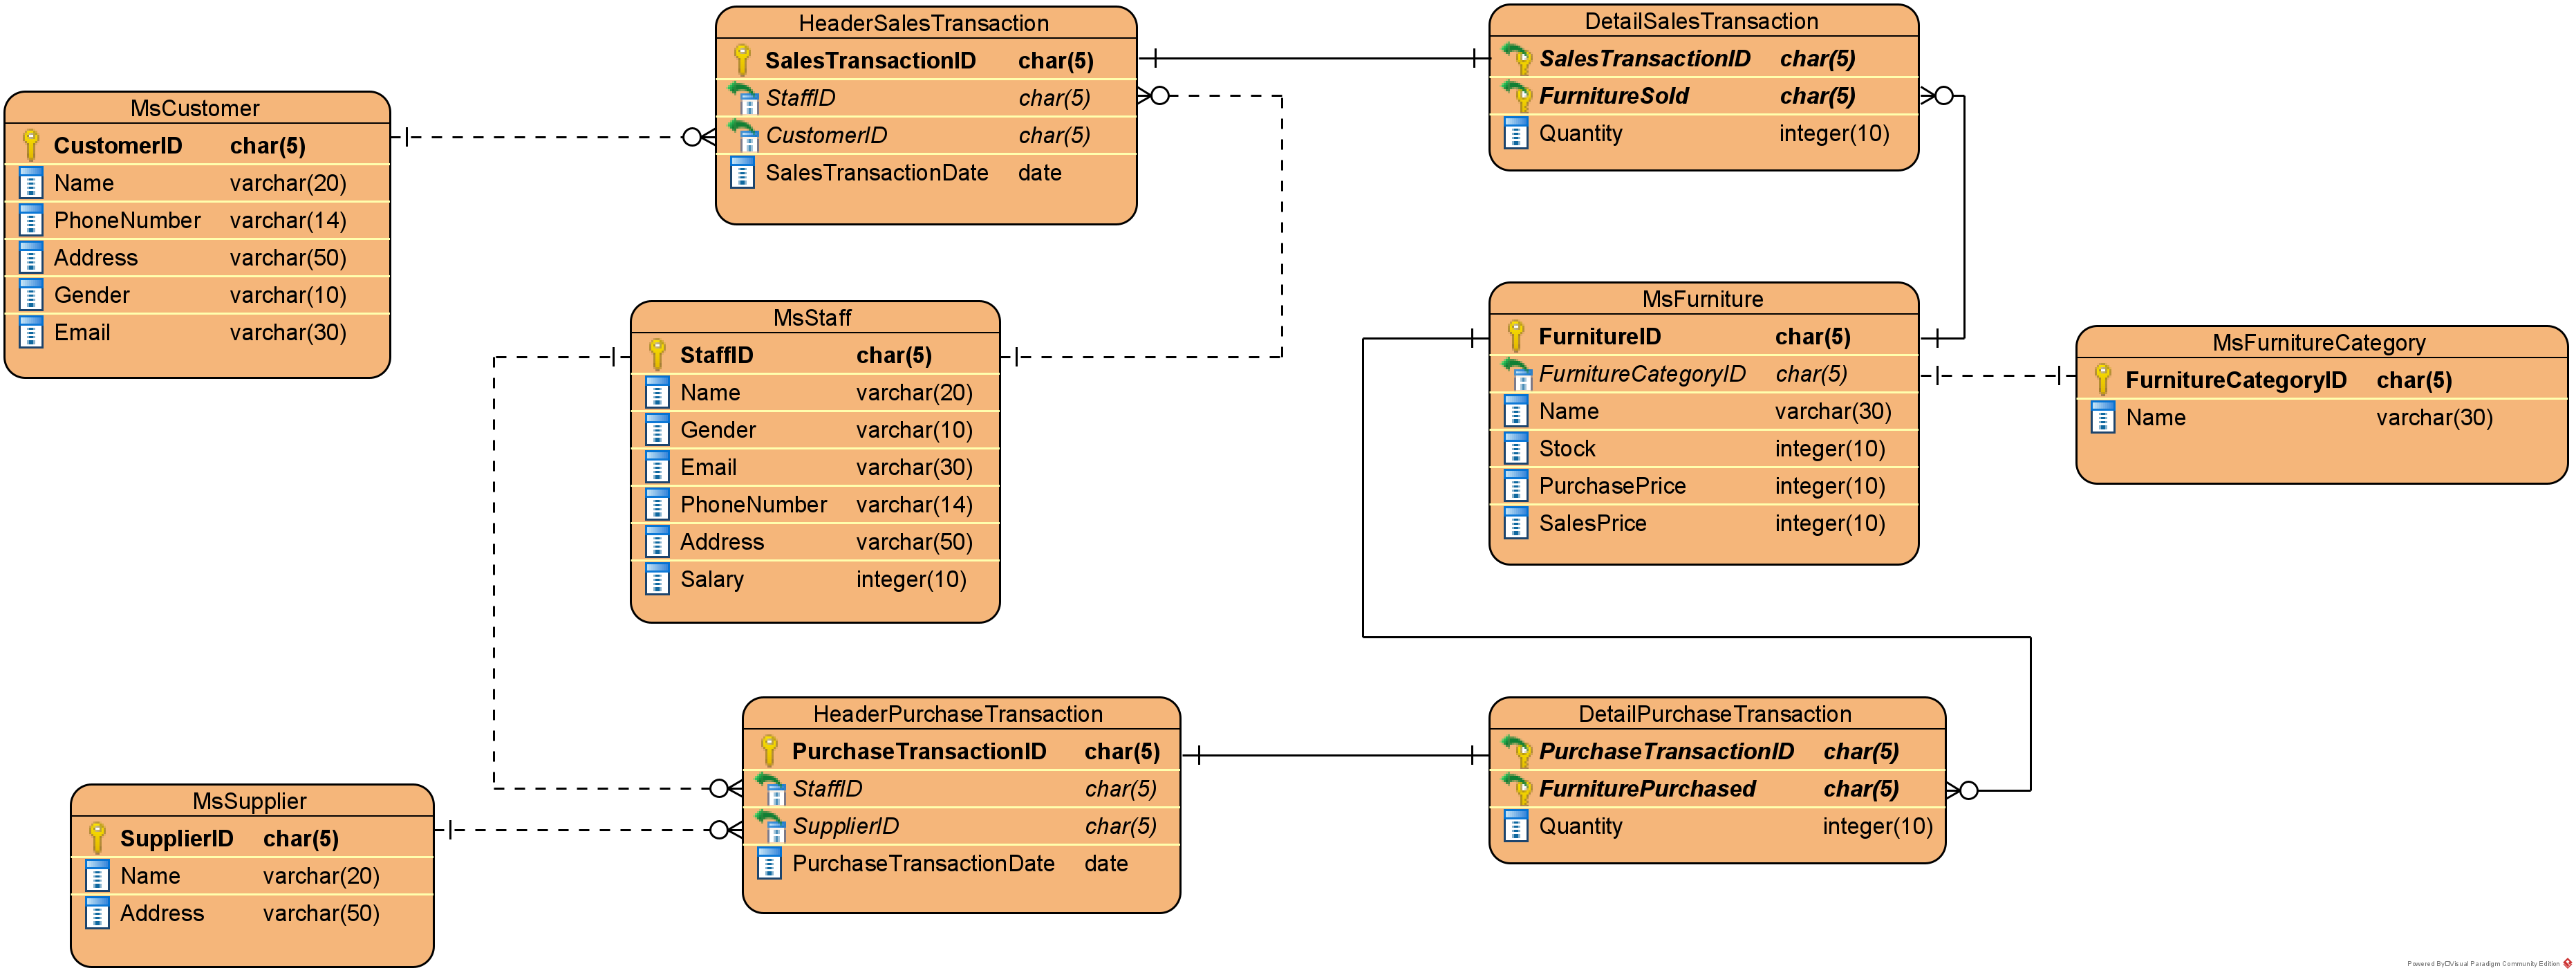 HeaderSalesTransaction
SalesTransactionID char(5)
StaffID char(5)
CustomerID char(5)
SalesTransactionDate date
DetailSalesTransaction
SalesTransactionID char(5)
FurnitureSold char(5)
Quantity integer(10)
MsCustomer
CustomerID char(5)
Name varchar(20)
PhoneNumber varchar(14)
Address varchar(50)
Gender varchar(10)
Email varchar(30)
MsStaff
StaffID char(5)
Name varchar(20)
Gender varchar(10)
Email varchar(30)
PhoneNumber varchar(14)
Address varchar(50)
Salary integer(10)
MsFurniture
FurnitureID char(5)
FurnitureCategoryID char(5)
Name varchar(30)
Stock integer(10)
PurchasePrice integer(10)
SalesPrice integer(10)
MsFurnitureCategory
FurnitureCategoryID char(5)
Name varchar(30)
HeaderPurchaseTransaction
PurchaseTransactionID char(5)
StaffID char(5)
SupplierID char(5)
PurchaseTransactionDate date
DetailPurchaseTransaction
PurchaseTransactionID char(5)
FurniturePurchased char(5)
Quantity integer(10)
MsSupplier
SupplierID char(5)
Name varchar(20)
Address varchar(50)
Powered By Visual Paradigm Community Edition